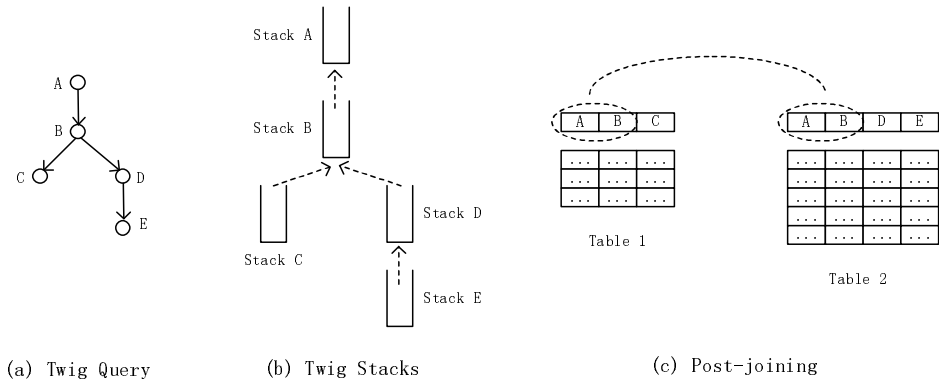 A
B
C
D
E
(a) Twig Query
Stack A
Stack B
Stack C
Stack D
Stack E
(b) Twig Stacks
A B C
... ... ...
... ... ...
... ... ...
Table 1
A B D E
... ... ... ...
... ... ... ...
... ... ... ...
... ... ... ...
... ... ... ...
Table 2
(c) Post-joining